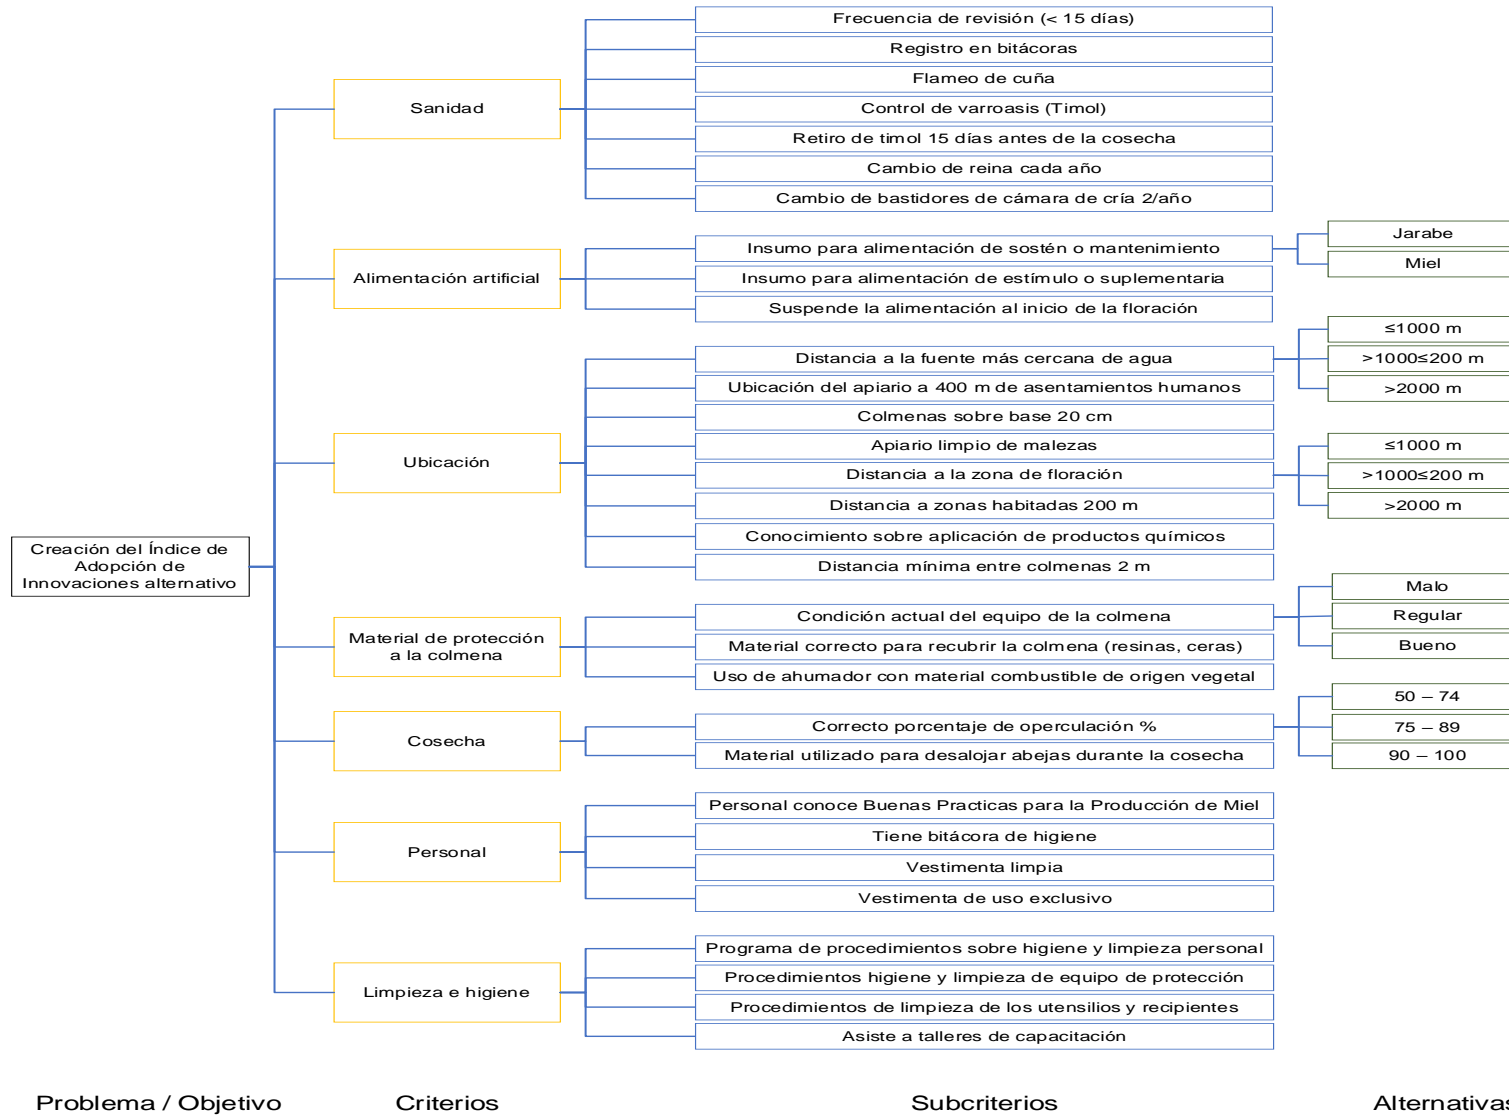 Creación del Índice de
Adopción de
Innovaciones alternativo
Sanidad
Frecuencia de revisión (< 15 días)
Registro en bitácoras
Flameo de cuña
Control de varroasis (Timol)
Retiro de timol 15 días antes de la cosecha
Cambio de reina cada año
Cambio de bastidores de cámara de cría 2/año
Alimentación artificial
Insumo para alimentación de sostén o mantenimiento
Jarabe
Miel
Insumo para alimentación de estímulo o suplementaria
Suspende la alimentación al inicio de la floración
Ubicación
Distancia a la fuente más cercana de agua
≤1000 m
>1000≤200 m
>2000 m
Ubicación del apiario a 400 m de asentamientos humanos
Colmenas sobre base 20 cm
Apiario limpio de malezas
Distancia a la zona de floración
≤1000 m
>1000≤200 m
>2000 m
Distancia a zonas habitadas 200 m
Conocimiento sobre aplicación de productos químicos
Distancia mínima entre colmenas 2 m
Material de protección
a la colmena
Condición actual del equipo de la colmena
Malo
Regular
Bueno
Material correcto para recubrir la colmena (resinas, ceras)
Uso de ahumador con material combustible de origen vegetal
Cosecha
Correcto porcentaje de operculación %
50 – 74
75 – 89
90 – 100
Material utilizado para desalojar abejas durante la cosecha
Personal
Personal conoce Buenas Practicas para la Producción de Miel
Tiene bitácora de higiene
Vestimenta limpia
Vestimenta de uso exclusivo
Limpieza e higiene
Programa de procedimientos sobre higiene y limpieza personal
Procedimientos higiene y limpieza de equipo de protección
Procedimientos de limpieza de los utensilios y recipientes
Asiste a talleres de capacitación
Problema / Objetivo
Criterios
Subcriterios
Alternativas